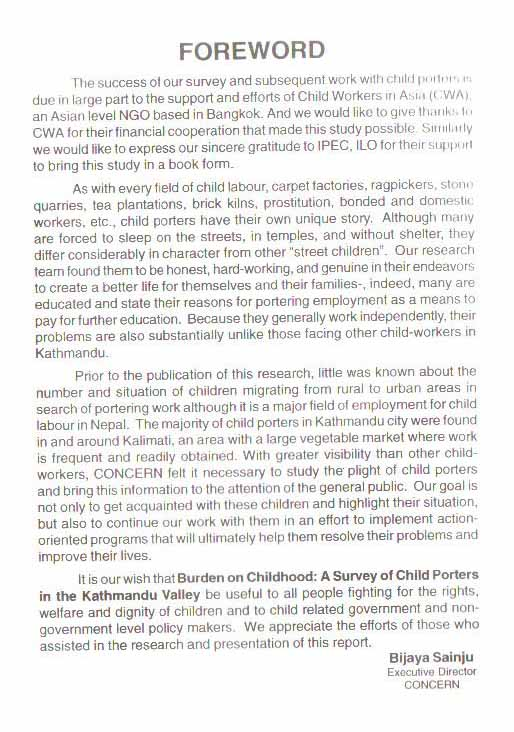 FOREWORD
The success of our survey and subsequent work with child porters is
due in large part to the support and efforts of Child Workers in Asia (CWA),
an Asian level NGO based in Bangkok. And we would like to give thanks to
CWA for their financial cooperation that made this study possible. Similarly
we would like to express our sincere gratitude to IPEC, ILO for their support
to bring this study in a book form.
As with every field of child labour, carpet factories, ragpickers, stone
quarries, tea plantations, brick kilns, prostitution, bonded and domestic
workers, etc., child porters have their own unique story. Although many
are forced to sleep on the streets, in temples, and without shelter, they
differ considerably in character from other "street children". Our research
team found them to be honest, hard-working, and genuine in their endeavors
to create a better life for themselves and their families-, indeed, many are
educated and state their reasons for portering employment as a means to
pay for further education. Because they generally work independently, their
problems are also substantially unlike those facing other child-workers in
Kathmandu.
Prior to the publication of this research, little was known about the
number and situation of children migrating from rural to urban areas in
search of portering work although it is a major field of employment for child
labour in Nepal. The majority of child porters in Kathmandu city were found
in and around Kalimati, an area with a large vegetable market where work
is frequent and readily obtained. With greater visibility than other child-
workers, CONCERN felt it necessary to study the plight of child porters
and bring this information to the attention of the general public. Our goal is
not only to get acquainted with these children and highlight their situation,
but also to continue our work with them in an effort to implement action-
oriented programs that will ultimately help them resolve their problems and
improve their lives.
It is our wish that Burden on Childhood: A Survey of Child Porters
in the Kathmandu Valley be useful to all people fighting for the rights,
welfare and dignity of children and to child related government and non-
government level policy makers. We appreciate the efforts of those who
assisted in the research and presentation of this report.
Bijaya Sainju
Executive Director
CONCERN